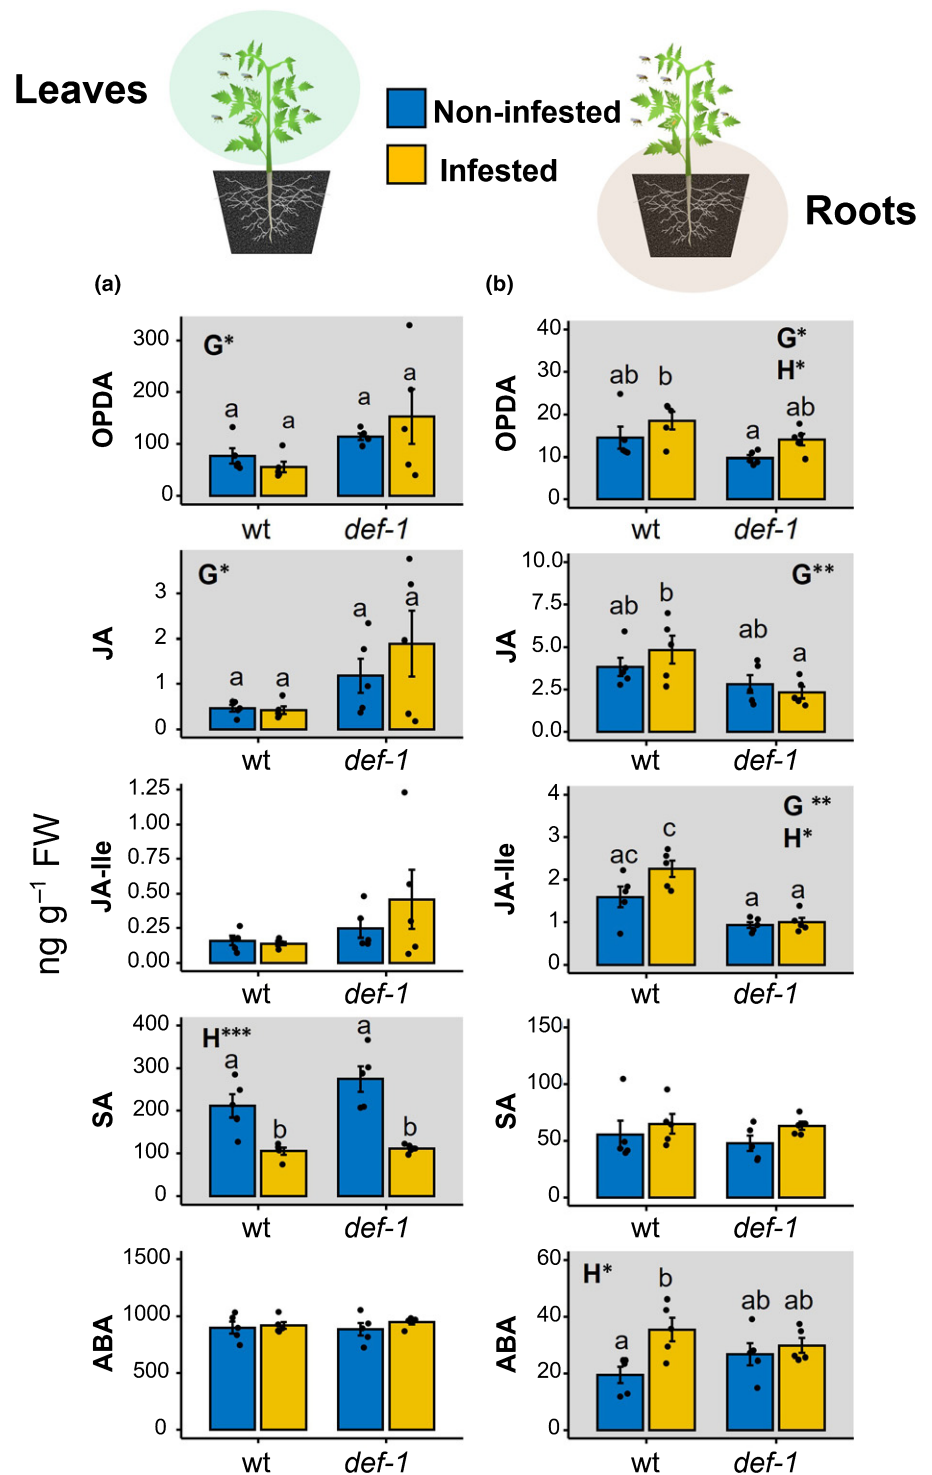 Leaves
Non-infested
Infested
Roots
(a)
(b)
ng g⁻¹ FW
OPDA
300
200
100
0
G*
a
a
a
a
wt
def-1
OPDA
40
30
20
10
0
G*
H*
ab
b
a
ab
wt
def-1
JA
3
2
1
0
G*
a
a
a
a
wt
def-1
JA
10.0
7.5
5.0
2.5
0.0
G**
ab
b
ab
a
wt
def-1
JA-Ile
1.25
1.00
0.75
0.50
0.25
0.00
wt
def-1
JA-Ile
4
3
2
1
0
G **
H*
ac
c
a
a
wt
def-1
SA
400
300
200
100
0
H***
a
b
a
b
wt
def-1
SA
150
100
50
0
wt
def-1
ABA
1500
1000
500
0
wt
def-1
ABA
60
40
20
0
H*
a
b
ab
ab
wt
def-1